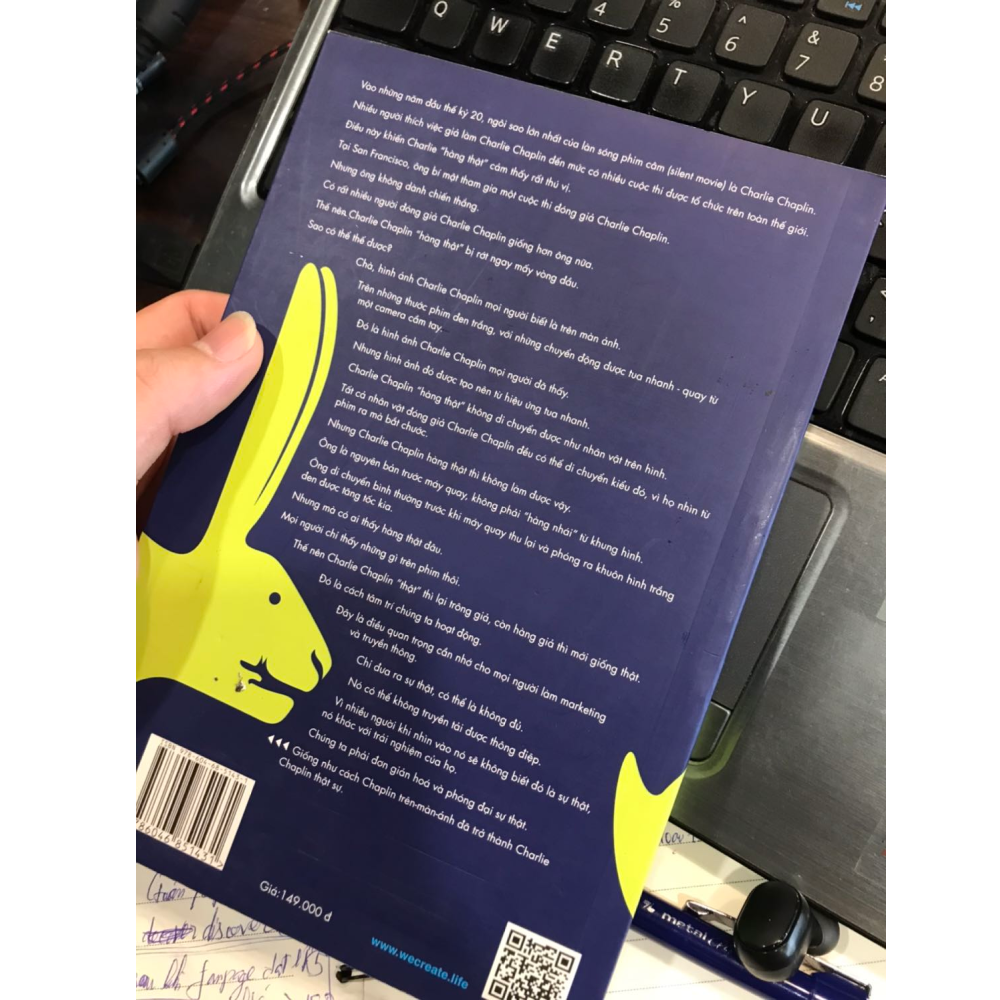 Q W E R T Y U
4
%
5
^
6
&
7
8
Vào những năm đầu thế kỷ 20, ngôi sao lớn nhất của làn sóng phim câm (silent movie) là Charlie Chaplin.
Nhiều người thích việc giả làm Charlie Chaplin đến mức có nhiều cuộc thi được tổ chức trên toàn thế giới.
Điều này khiến Charlie "hàng thật" cảm thấy rất thú vị.
Tại San Francisco, ông bí mật tham gia một cuộc thi đóng giả Charlie Chaplin.
Nhưng ông không dành chiến thắng.
Có rất nhiều người đóng giả Charlie Chaplin giống hơn ông nữa.
Thế nên Charlie Chaplin "hàng thật" bị rớt ngay mấy vòng đầu.
Sao có thể thế được?
Chà, hình ảnh Charlie Chaplin mọi người biết là trên màn ảnh.
Trên những thước phim đen trắng, với những chuyển động được tua nhanh - quay từ
một camera cầm tay.
Đó là hình ảnh Charlie Chaplin mọi người đã thấy.
Nhưng hình ảnh đó được tạo nên từ hiệu ứng tua nhanh.
Charlie Chaplin "hàng thật" không di chuyển được như nhân vật trên hình.
Tất cả nhân vật đóng giả Charlie Chaplin đều có thể di chuyển kiểu đó, vì họ nhìn từ
phim ra mà bắt chước.
Nhưng Charlie Chaplin hàng thật thì không làm được vậy.
Ông là nguyên bản trước máy quay, không phải "hàng nhái" từ khung hình.
Ông di chuyển bình thường trước khi máy quay thu lại và phóng ra khuôn hình trắng
đen được tăng tốc kia.
Nhưng mà có ai thấy hàng thật đâu.
Mọi người chỉ thấy những gì trên phim thôi.
Thế nên Charlie Chaplin "thật" thì lại trông giả, còn hàng giả thì mới giống thật.
Đó là cách tâm trí chúng ta hoạt động.
Đây là điều quan trọng cần nhớ cho mọi người làm marketing
và truyền thông.
Chỉ đưa ra sự thật, có thể là không đủ.
Nó có thể không truyền tải được thông điệp.
Vì nhiều người khi nhìn vào nó sẽ không biết đó là sự thật,
nó khác với trải nghiệm của họ.
Chúng ta phải đơn giản hoá và phóng đại sự thật.
Giống như cách Chaplin trên-màn-ảnh đã trở thành Charlie
Chaplin thật sự.
Giá:149.000 đ
www.wecreate.life
metal
discove
fanpage đạt 1K5